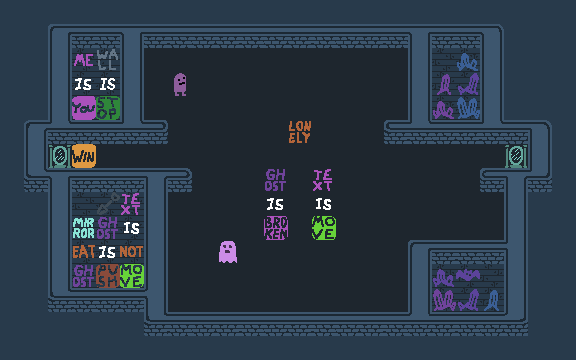 ME WALL
IS IS
YOU STOP
WIN
LONELY
GHOST TEXT
IS IS
BROKEN MOVE
TEXT
MIRROR GHOST IS
EAT IS NOT
GHOST PUSH MOVE